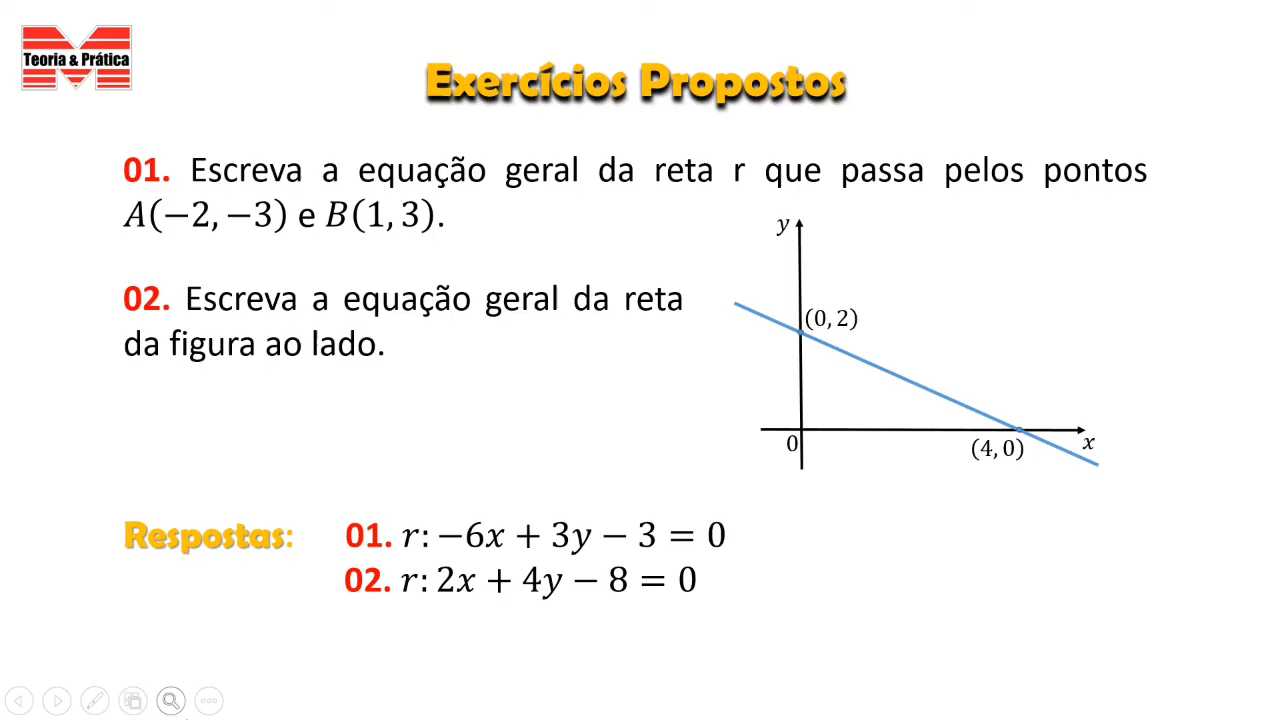 Teoria & Prática
Exercícios Propostos
01. Escreva a equação geral da reta r que passa pelos pontos
A(−2, −3) e B(1, 3).
02. Escreva a equação geral da reta
da figura ao lado.
y
(0, 2)
0
(4, 0)
x
Respostas: 01. r: −6x + 3y − 3 = 0
02. r: 2x + 4y − 8 = 0